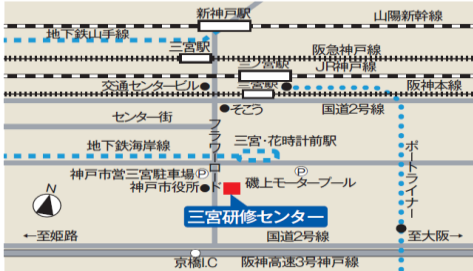 新神戸駅
山陽新幹線
地下鉄山手線
三宮駅
阪急神戸線
三ノ宮駅
JR神戸線
交通センタービル
三宮駅
阪神本線
そごう
国道2号線
センター街
フラワーロード
三宮・花時計前駅
地下鉄海岸線
ポートライナー
神戸市営三宮駐車場 P
P
神戸市役所
磯上モータープール
N
三宮研修センター
←至姫路
国道2号線
至大阪→
京橋I.C
阪神高速3号神戸線